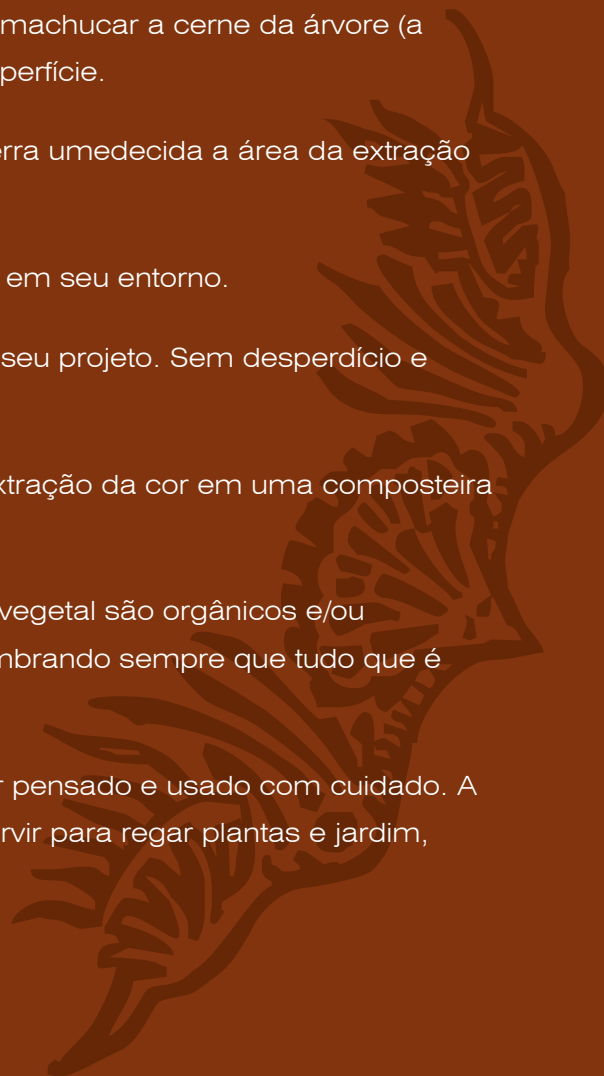 machucar a cerne da árvore (a
perfície.
erra umedecida a área da extração
em seu entorno.
seu projeto. Sem desperdício e
xtração da cor em uma composteira
vegetal são orgânicos e/ou
mbrando sempre que tudo que é
r pensado e usado com cuidado. A
rvir para regar plantas e jardim,